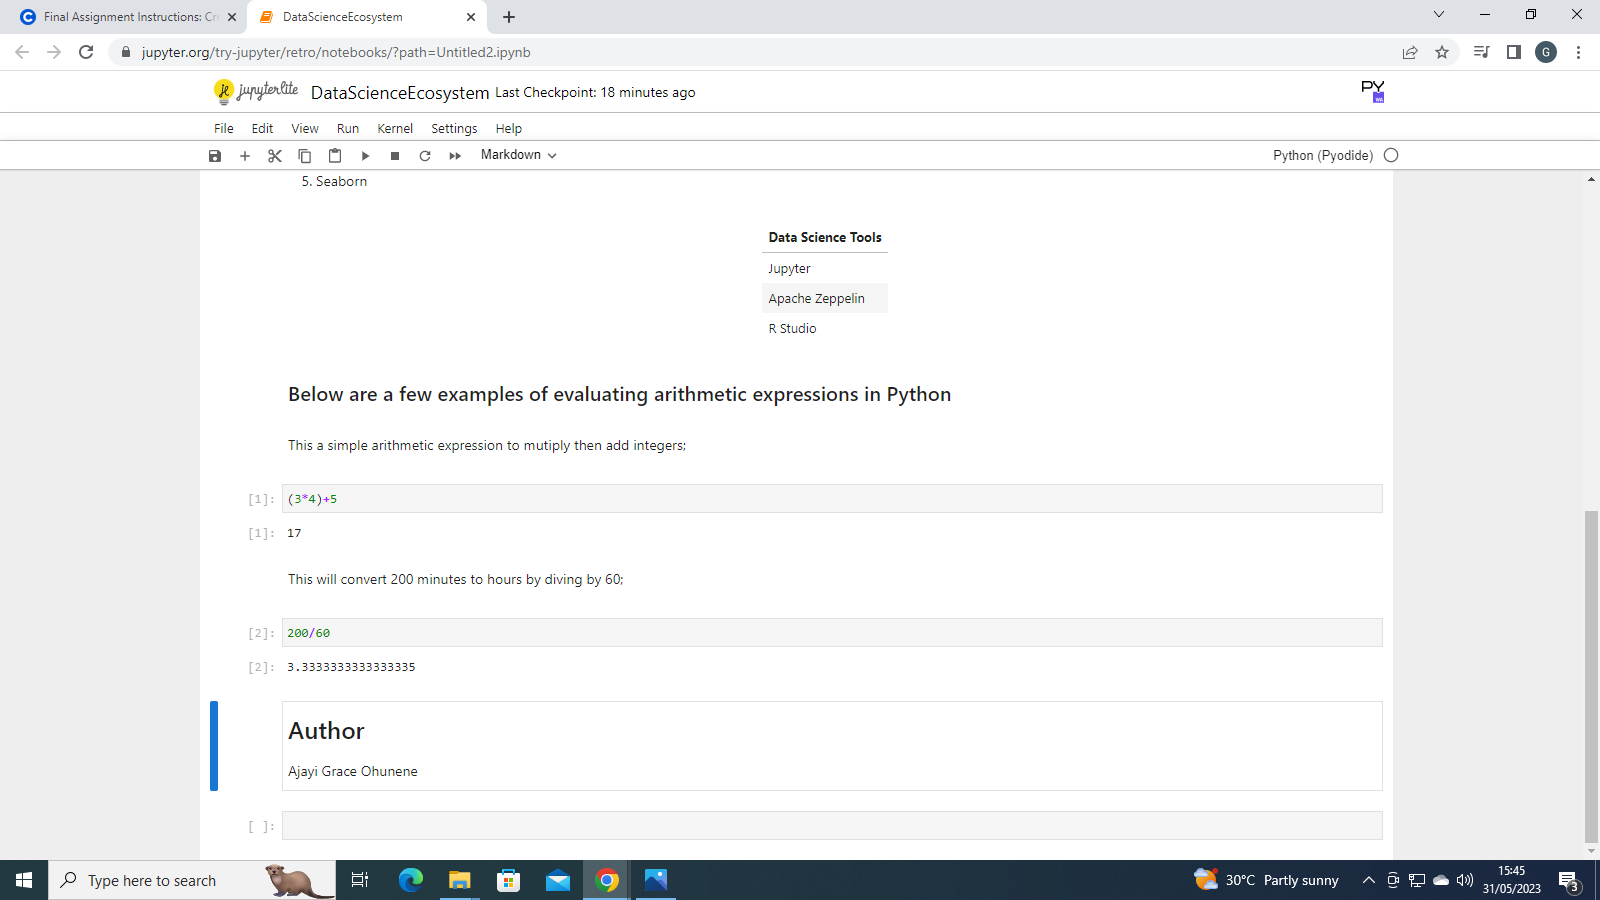 Final Assignment Instructions: Cr
DataScienceEcosystem
jupyter.org/try-jupyter/retro/notebooks/?path=Untitled2.ipynb
G
jupyterlite
DataScienceEcosystem Last Checkpoint: 18 minutes ago
PY
File Edit View Run Kernel Settings Help
Markdown
Python (Pyodide)
5. Seaborn
Data Science Tools
Jupyter
Apache Zeppelin
R Studio
Below are a few examples of evaluating arithmetic expressions in Python
This a simple arithmetic expression to mutiply then add integers;
[1]: (3*4)+5
[1]: 17
This will convert 200 minutes to hours by diving by 60;
[2]: 200/60
[2]: 3.3333333333333335
Author
Ajayi Grace Ohunene
[ ]:
Type here to search
30°C Partly sunny
15:45
31/05/2023
3